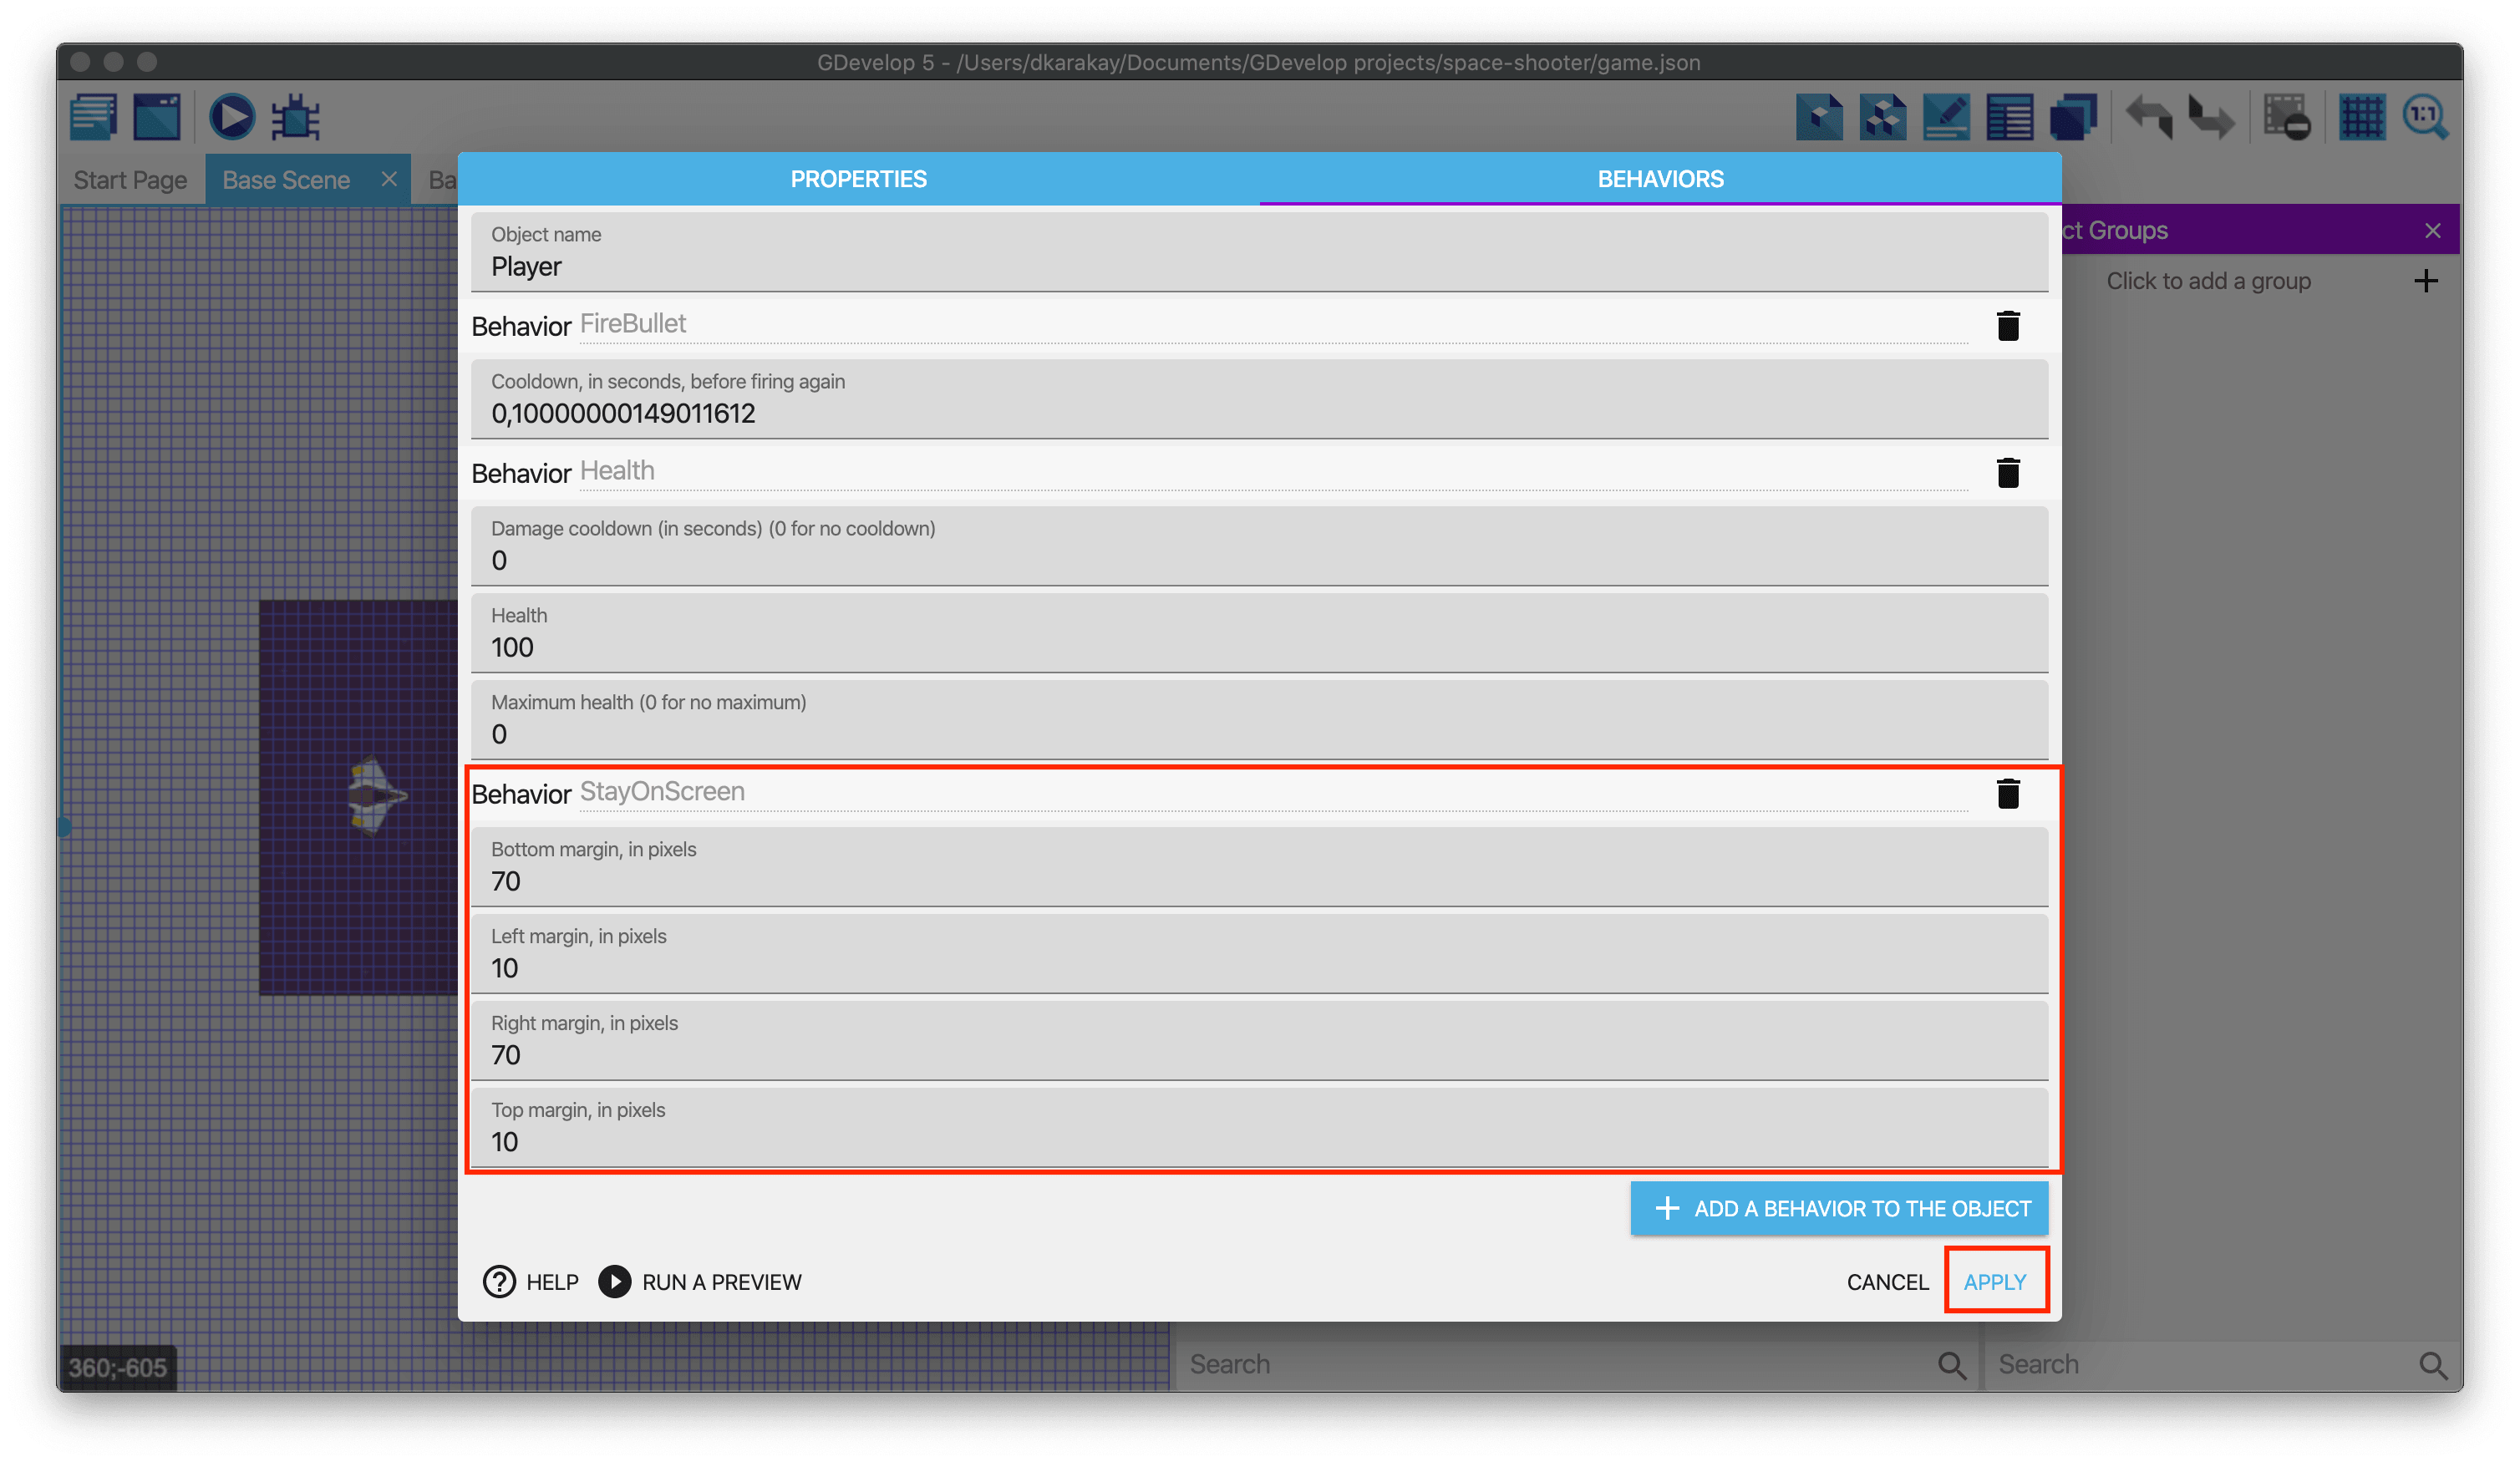 GDevelop 5 - /Users/dkarakay/Documents/GDevelop projects/space-shooter/game.json
1:1
Start Page
Base Scene
Ba
PROPERTIES
BEHAVIORS
ct Groups
Click to add a group
Object name
Player
Behavior FireBullet
Cooldown, in seconds, before firing again
0,10000000149011612
Behavior Health
Damage cooldown (in seconds) (0 for no cooldown)
0
Health
100
Maximum health (0 for no maximum)
0
Behavior StayOnScreen
Bottom margin, in pixels
70
Left margin, in pixels
10
Right margin, in pixels
70
Top margin, in pixels
10
ADD A BEHAVIOR TO THE OBJECT
HELP
RUN A PREVIEW
CANCEL
APPLY
360;-605
Search
Search